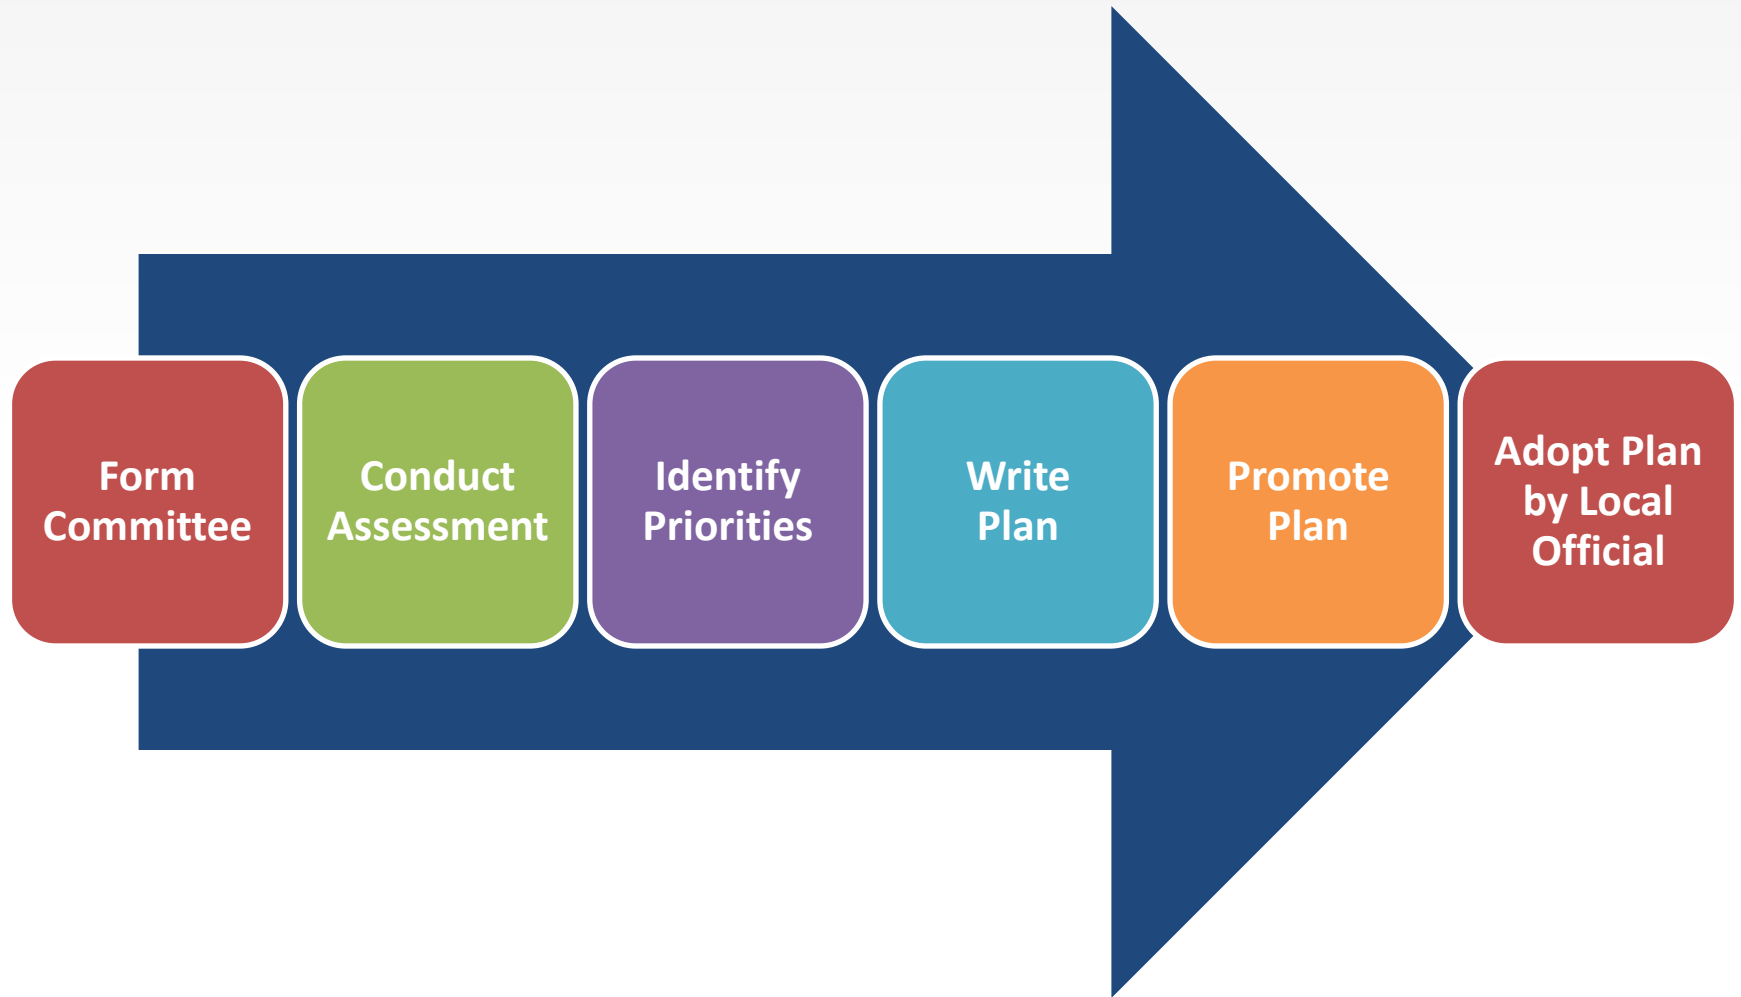 Form
Committee
Conduct
Assessment
Identify
Priorities
Write
Plan
Promote
Plan
Adopt Plan
by Local
Official